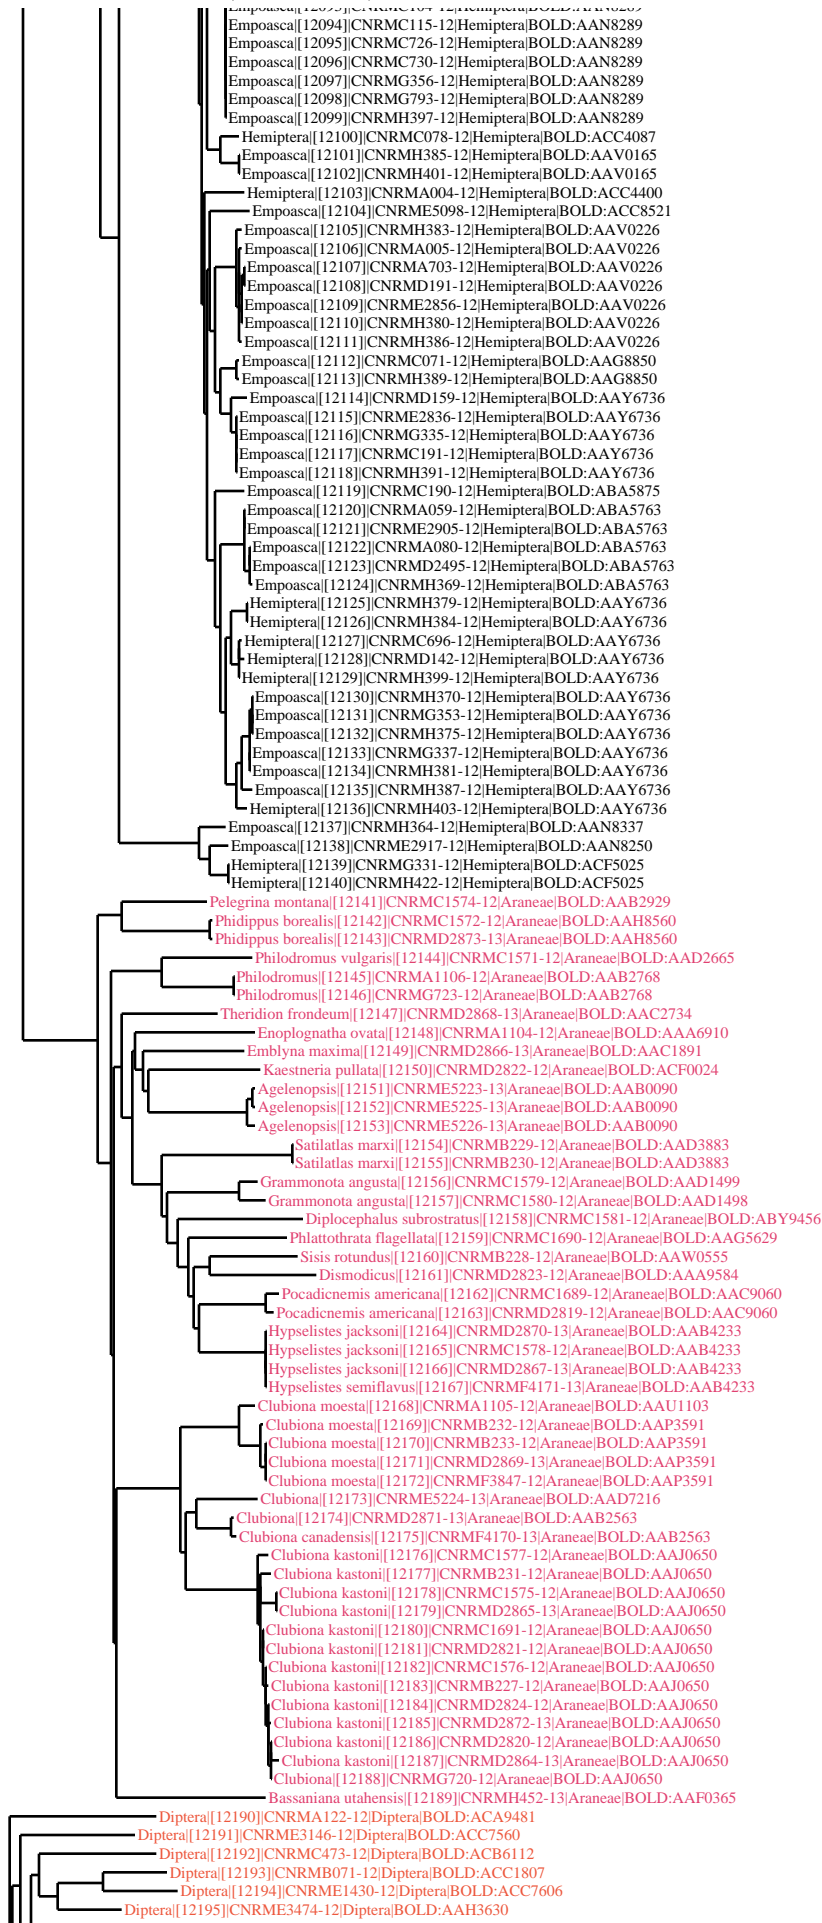 Empoasca|[12094]|CNRMC115-12|Hemiptera|BOLD:AAN8289
Empoasca|[12095]|CNRMC726-12|Hemiptera|BOLD:AAN8289
Empoasca|[12096]|CNRMC730-12|Hemiptera|BOLD:AAN8289
Empoasca|[12097]|CNRMG356-12|Hemiptera|BOLD:AAN8289
Empoasca|[12098]|CNRMG793-12|Hemiptera|BOLD:AAN8289
Empoasca|[12099]|CNRMH397-12|Hemiptera|BOLD:AAN8289
Hemiptera|[12100]|CNRMC078-12|Hemiptera|BOLD:ACC4087
Empoasca|[12101]|CNRMH385-12|Hemiptera|BOLD:AAV0165
Empoasca|[12102]|CNRMH401-12|Hemiptera|BOLD:AAV0165
Hemiptera|[12103]|CNRMA004-12|Hemiptera|BOLD:ACC4400
Empoasca|[12104]|CNRME5098-12|Hemiptera|BOLD:ACC8521
Empoasca|[12105]|CNRMH383-12|Hemiptera|BOLD:AAV0226
Empoasca|[12106]|CNRMA005-12|Hemiptera|BOLD:AAV0226
Empoasca|[12107]|CNRMA703-12|Hemiptera|BOLD:AAV0226
Empoasca|[12108]|CNRMD191-12|Hemiptera|BOLD:AAV0226
Empoasca|[12109]|CNRME2856-12|Hemiptera|BOLD:AAV0226
Empoasca|[12110]|CNRMH380-12|Hemiptera|BOLD:AAV0226
Empoasca|[12111]|CNRMH386-12|Hemiptera|BOLD:AAV0226
Empoasca|[12112]|CNRMC071-12|Hemiptera|BOLD:AAG8850
Empoasca|[12113]|CNRMH389-12|Hemiptera|BOLD:AAG8850
Empoasca|[12114]|CNRMD159-12|Hemiptera|BOLD:AAY6736
Empoasca|[12115]|CNRME2836-12|Hemiptera|BOLD:AAY6736
Empoasca|[12116]|CNRMG335-12|Hemiptera|BOLD:AAY6736
Empoasca|[12117]|CNRMC191-12|Hemiptera|BOLD:AAY6736
Empoasca|[12118]|CNRMH391-12|Hemiptera|BOLD:AAY6736
Empoasca|[12119]|CNRMC190-12|Hemiptera|BOLD:ABA5875
Empoasca|[12120]|CNRMA059-12|Hemiptera|BOLD:ABA5763
Empoasca|[12121]|CNRME2905-12|Hemiptera|BOLD:ABA5763
Empoasca|[12122]|CNRMA080-12|Hemiptera|BOLD:ABA5763
Empoasca|[12123]|CNRMD2495-12|Hemiptera|BOLD:ABA5763
Empoasca|[12124]|CNRMH369-12|Hemiptera|BOLD:ABA5763
Hemiptera|[12125]|CNRMH379-12|Hemiptera|BOLD:AAY6736
Hemiptera|[12126]|CNRMH384-12|Hemiptera|BOLD:AAY6736
Hemiptera|[12127]|CNRMC696-12|Hemiptera|BOLD:AAY6736
Hemiptera|[12128]|CNRMD142-12|Hemiptera|BOLD:AAY6736
Hemiptera|[12129]|CNRMH399-12|Hemiptera|BOLD:AAY6736
Empoasca|[12130]|CNRMH370-12|Hemiptera|BOLD:AAY6736
Empoasca|[12131]|CNRMG353-12|Hemiptera|BOLD:AAY6736
Empoasca|[12132]|CNRMH375-12|Hemiptera|BOLD:AAY6736
Empoasca|[12133]|CNRMG337-12|Hemiptera|BOLD:AAY6736
Empoasca|[12134]|CNRMH381-12|Hemiptera|BOLD:AAY6736
Empoasca|[12135]|CNRMH387-12|Hemiptera|BOLD:AAY6736
Hemiptera|[12136]|CNRMH403-12|Hemiptera|BOLD:AAY6736
Empoasca|[12137]|CNRMH364-12|Hemiptera|BOLD:AAN8337
Empoasca|[12138]|CNRME2917-12|Hemiptera|BOLD:AAN8250
Hemiptera|[12139]|CNRMG331-12|Hemiptera|BOLD:ACF5025
Hemiptera|[12140]|CNRMH422-12|Hemiptera|BOLD:ACF5025
Pelegrina montana|[12141]|CNRMC1574-12|Araneae|BOLD:AAB2929
Phidippus borealis|[12142]|CNRMC1572-12|Araneae|BOLD:AAH8560
Phidippus borealis|[12143]|CNRMD2873-13|Araneae|BOLD:AAH8560
Philodromus vulgaris|[12144]|CNRMC1571-12|Araneae|BOLD:AAD2665
Philodromus|[12145]|CNRMA1106-12|Araneae|BOLD:AAB2768
Philodromus|[12146]|CNRMG723-12|Araneae|BOLD:AAB2768
Theridion frondeum|[12147]|CNRMD2868-13|Araneae|BOLD:AAC2734
Enoplognatha ovata|[12148]|CNRMA1104-12|Araneae|BOLD:AAA6910
Emblyna maxima|[12149]|CNRMD2866-13|Araneae|BOLD:AAC1891
Kaestneria pullata|[12150]|CNRMD2822-12|Araneae|BOLD:ACF0024
Agelenopsis|[12151]|CNRME5223-13|Araneae|BOLD:AAB0090
Agelenopsis|[12152]|CNRME5225-13|Araneae|BOLD:AAB0090
Agelenopsis|[12153]|CNRME5226-13|Araneae|BOLD:AAB0090
Satilatlas marxi|[12154]|CNRMB229-12|Araneae|BOLD:AAD3883
Satilatlas marxi|[12155]|CNRMB230-12|Araneae|BOLD:AAD3883
Grammonota angusta|[12156]|CNRMC1579-12|Araneae|BOLD:AAD1499
Grammonota angusta|[12157]|CNRMC1580-12|Araneae|BOLD:AAD1498
Diplocephalus subrostratus|[12158]|CNRMC1581-12|Araneae|BOLD:ABY9456
Phlattothrata flagellata|[12159]|CNRMC1690-12|Araneae|BOLD:AAG5629
Sisis rotundus|[12160]|CNRMB228-12|Araneae|BOLD:AAW0555
Dismodicus|[12161]|CNRMD2823-12|Araneae|BOLD:AAA9584
Pocadicnemis americana|[12162]|CNRMC1689-12|Araneae|BOLD:AAC9060
Pocadicnemis americana|[12163]|CNRMD2819-12|Araneae|BOLD:AAC9060
Hypselistes jacksoni|[12164]|CNRMD2870-13|Araneae|BOLD:AAB4233
Hypselistes jacksoni|[12165]|CNRMC1578-12|Araneae|BOLD:AAB4233
Hypselistes jacksoni|[12166]|CNRMD2867-13|Araneae|BOLD:AAB4233
Hypselistes semiflavus|[12167]|CNRMF4171-13|Araneae|BOLD:AAB4233
Clubiona moesta|[12168]|CNRMA1105-12|Araneae|BOLD:AAU1103
Clubiona moesta|[12169]|CNRMB232-12|Araneae|BOLD:AAP3591
Clubiona moesta|[12170]|CNRMB233-12|Araneae|BOLD:AAP3591
Clubiona moesta|[12171]|CNRMD2869-13|Araneae|BOLD:AAP3591
Clubiona moesta|[12172]|CNRMF3847-12|Araneae|BOLD:AAP3591
Clubiona|[12173]|CNRME5224-13|Araneae|BOLD:AAD7216
Clubiona|[12174]|CNRMD2871-13|Araneae|BOLD:AAB2563
Clubiona canadensis|[12175]|CNRMF4170-13|Araneae|BOLD:AAB2563
Clubiona kastoni|[12176]|CNRMC1577-12|Araneae|BOLD:AAJ0650
Clubiona kastoni|[12177]|CNRMB231-12|Araneae|BOLD:AAJ0650
Clubiona kastoni|[12178]|CNRMC1575-12|Araneae|BOLD:AAJ0650
Clubiona kastoni|[12179]|CNRMD2865-13|Araneae|BOLD:AAJ0650
Clubiona kastoni|[12180]|CNRMC1691-12|Araneae|BOLD:AAJ0650
Clubiona kastoni|[12181]|CNRMD2821-12|Araneae|BOLD:AAJ0650
Clubiona kastoni|[12182]|CNRMC1576-12|Araneae|BOLD:AAJ0650
Clubiona kastoni|[12183]|CNRMB227-12|Araneae|BOLD:AAJ0650
Clubiona kastoni|[12184]|CNRMD2824-12|Araneae|BOLD:AAJ0650
Clubiona kastoni|[12185]|CNRMD2872-13|Araneae|BOLD:AAJ0650
Clubiona kastoni|[12186]|CNRMD2820-12|Araneae|BOLD:AAJ0650
Clubiona kastoni|[12187]|CNRMD2864-13|Araneae|BOLD:AAJ0650
Clubiona|[12188]|CNRMG720-12|Araneae|BOLD:AAJ0650
Bassaniana utahensis|[12189]|CNRMH452-13|Araneae|BOLD:AAF0365
Diptera|[12190]|CNRMA122-12|Diptera|BOLD:ACA9481
Diptera|[12191]|CNRME3146-12|Diptera|BOLD:ACC7560
Diptera|[12192]|CNRMC473-12|Diptera|BOLD:ACB6112
Diptera|[12193]|CNRMB071-12|Diptera|BOLD:ACC1807
Diptera|[12194]|CNRME1430-12|Diptera|BOLD:ACC7606
Diptera|[12195]|CNRME3474-12|Diptera|BOLD:AAH3630